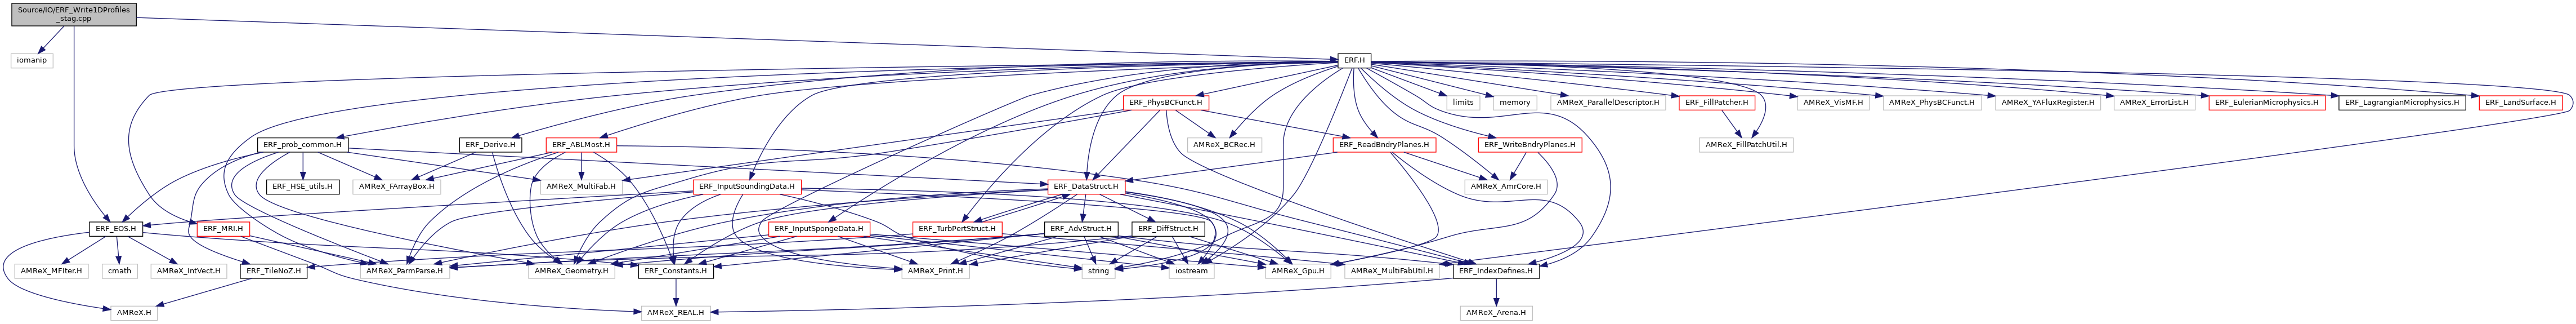 Source/IO/ERF_Write1DProfiles
_stag.cpp
iomanip
ERF.H
ERF_PhysBCFunct.H
limits
memory
AMReX_ParallelDescriptor.H
ERF_FillPatcher.H
AMReX_VisMF.H
AMReX_PhysBCFunct.H
AMReX_YAFluxRegister.H
AMReX_ErrorList.H
ERF_EulerianMicrophysics.H
ERF_LagrangianMicrophysics.H
ERF_LandSurface.H
ERF_prob_common.H
ERF_Derive.H
ERF_ABLMost.H
AMReX_BCRec.H
ERF_ReadBndryPlanes.H
ERF_WriteBndryPlanes.H
AMReX_FillPatchUtil.H
ERF_HSE_utils.H
AMReX_FArrayBox.H
AMReX_MultiFab.H
ERF_InputSoundingData.H
ERF_DataStruct.H
AMReX_AmrCore.H
ERF_EOS.H
ERF_MRI.H
ERF_InputSpongeData.H
ERF_TurbPertStruct.H
ERF_AdvStruct.H
ERF_DiffStruct.H
AMReX_MFIter.H
cmath
AMReX_IntVect.H
ERF_TileNoZ.H
AMReX_ParmParse.H
AMReX_Geometry.H
ERF_Constants.H
AMReX_Print.H
string
iostream
AMReX_Gpu.H
AMReX_MultiFabUtil.H
ERF_IndexDefines.H
AMReX.H
AMReX_REAL.H
AMReX_Arena.H